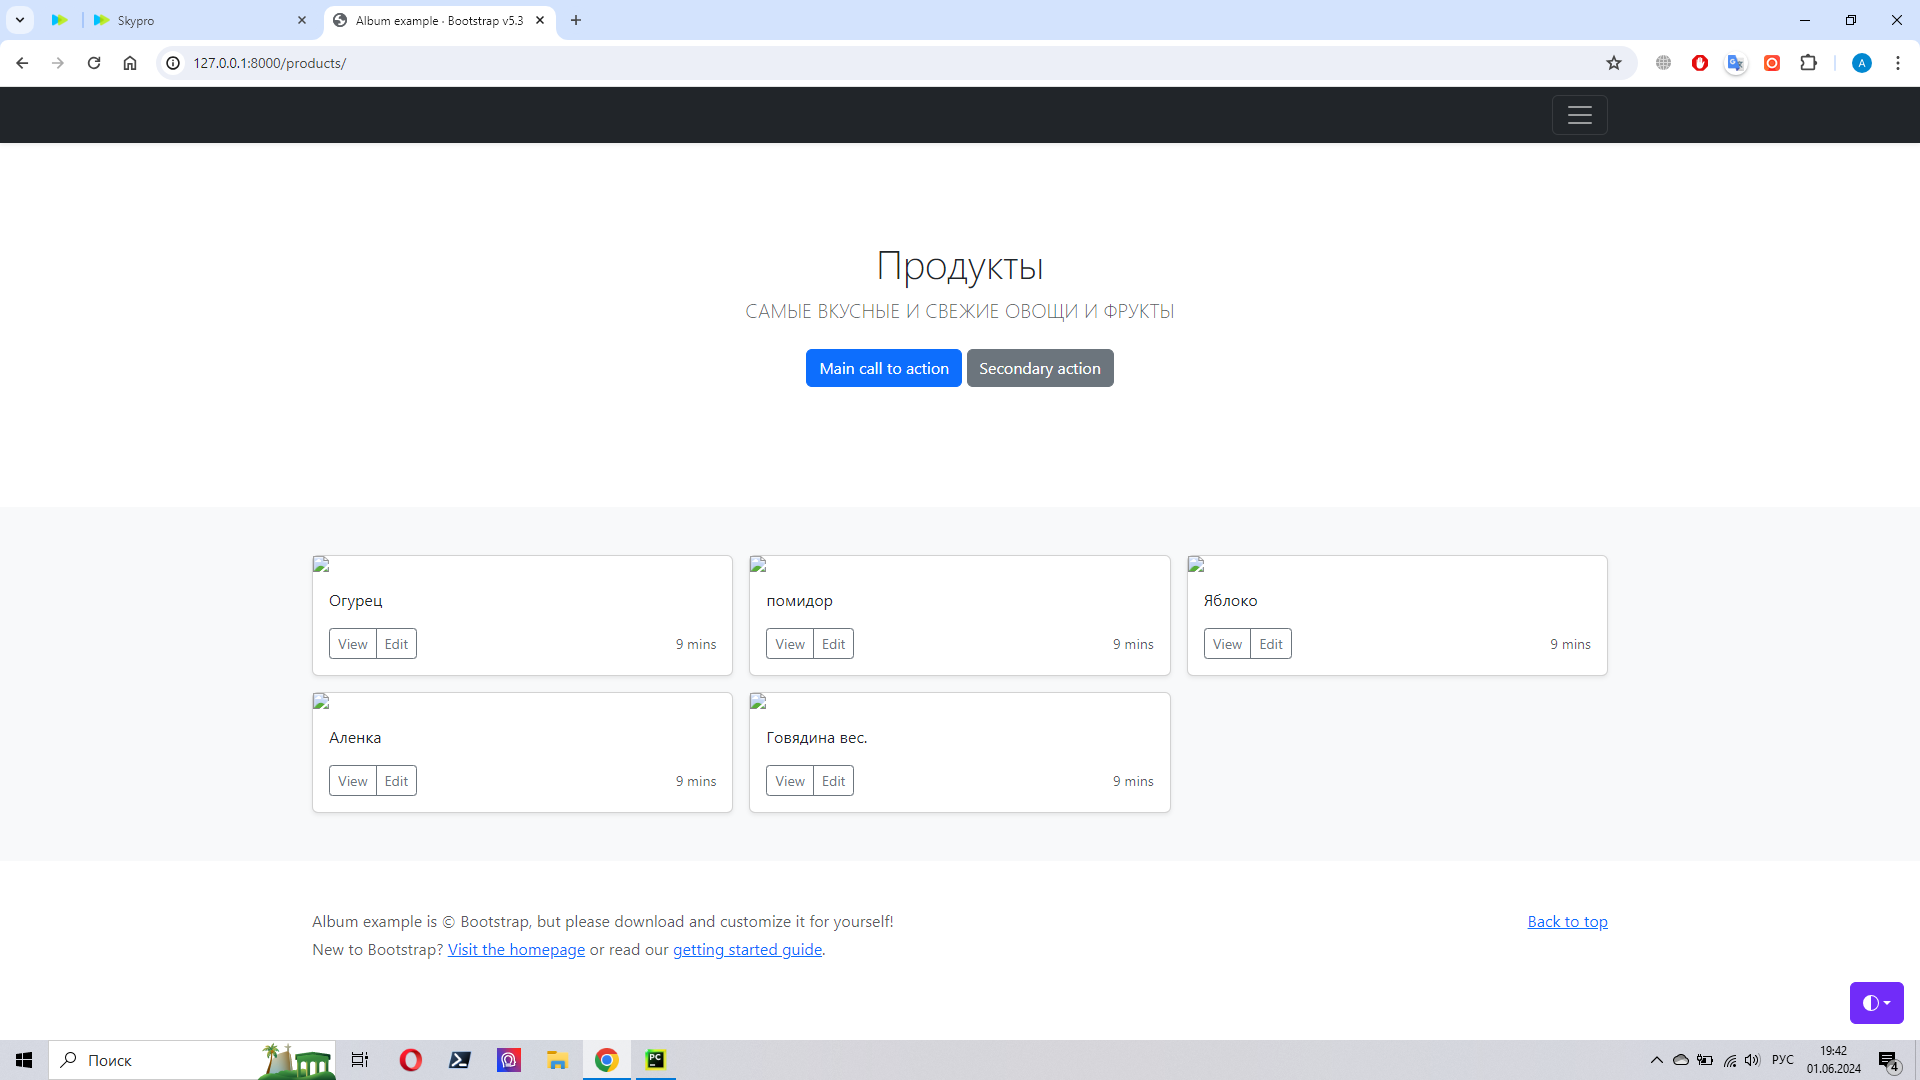 Skypro
Album example · Bootstrap v5.3
127.0.0.1:8000/products/
A
Продукты
САМЫЕ ВКУСНЫЕ И СВЕЖИЕ ОВОЩИ И ФРУКТЫ
Main call to action Secondary action
Огурец
View Edit 9 mins
помидор
View Edit 9 mins
Яблоко
View Edit 9 mins
Аленка
View Edit 9 mins
Говядина вес.
View Edit 9 mins
Album example is © Bootstrap, but please download and customize it for yourself!
Back to top
New to Bootstrap? Visit the homepage or read our getting started guide.
Поиск
PC
РУС
19:42
01.06.2024
4